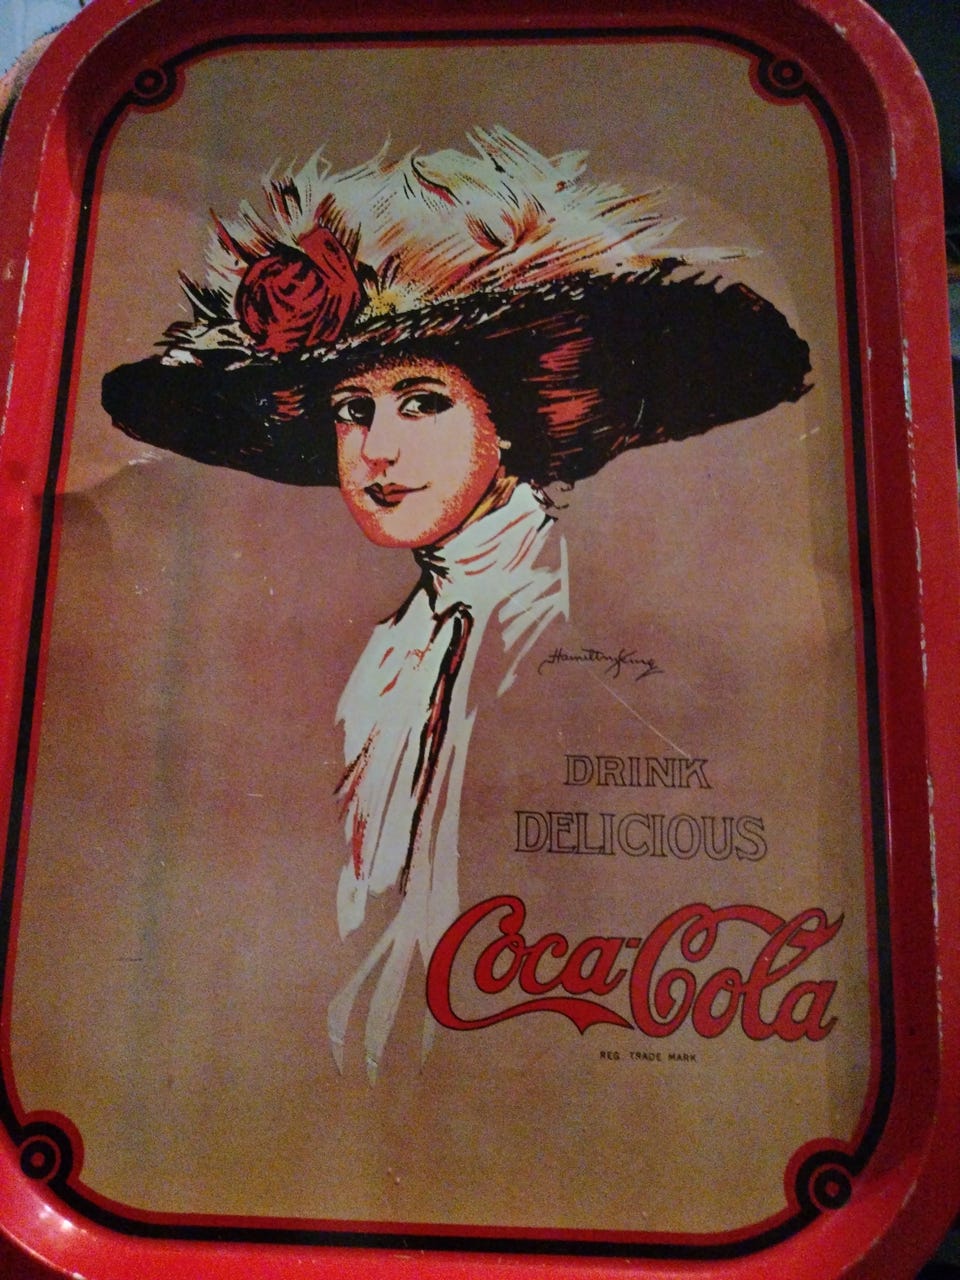 Hamilton King
DRINK
DELICIOUS
Coca-Cola
REG. TRADE MARK